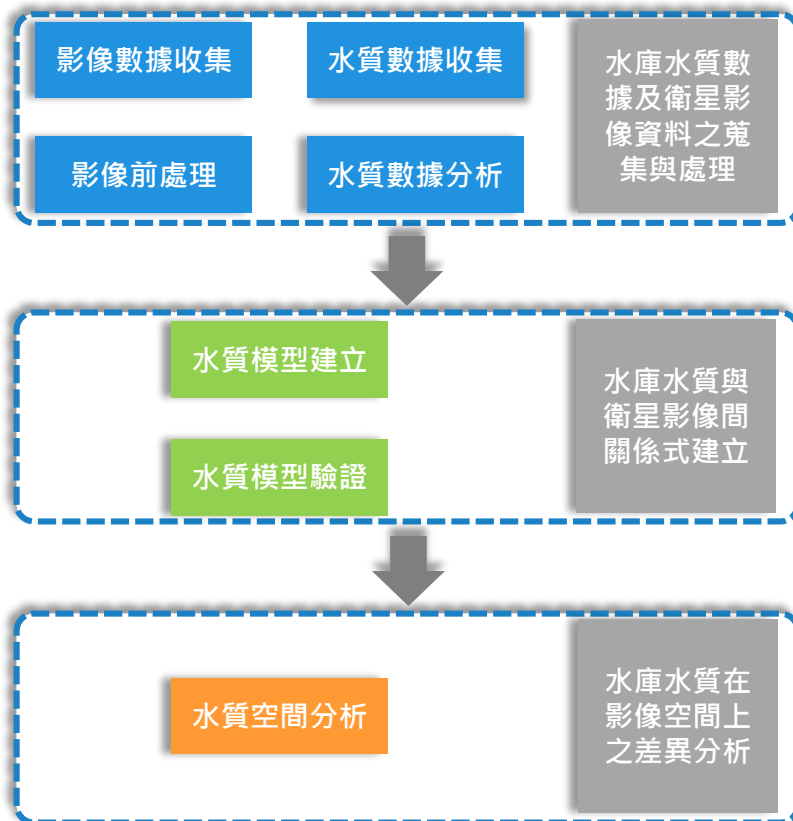 影像數據收集
水質數據收集
水庫水質數
據及衛星影
像資料之蒐
集與處理
影像前處理
水質數據分析
水質模型建立
水質模型驗證
水庫水質與
衛星影像間
關係式建立
水質空間分析
水庫水質在
影像空間上
之差異分析